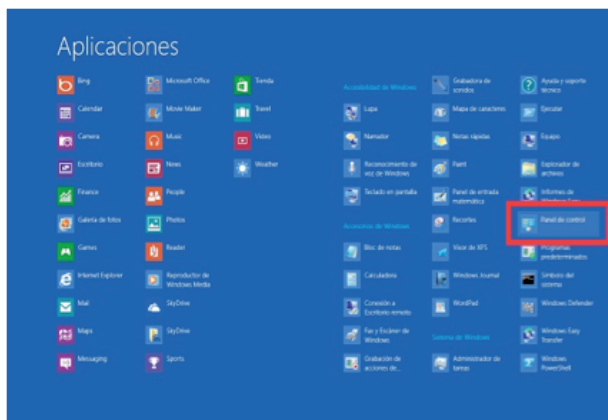 Aplicaciones
Bing
Calendar
Camera
Escritorio
Finance
Galería de fotos
Games
Internet Explorer
Mail
Maps
Messaging
Microsoft Office
Movie Maker
Music
News
People
Photos
Reader
Reproductor de
Windows Media
SkyDrive
SkyDrive
Sports
Tienda
Travel
Video
Weather
Accesibilidad de Windows
Lupa
Narrador
Reconocimiento de
voz de Windows
Teclado en pantalla
Accesorios de Windows
Bloc de notas
Calculadora
Conexión a
Escritorio remoto
Fax y Escáner de
Windows
Grabación de
acciones de...
Grabadora de
sonidos
Mapa de caracteres
Notas rápidas
Paint
Panel de entrada
matemática
Recortes
Visor de XPS
Windows Journal
WordPad
Sistema de Windows
Administrador de
tareas
Ayuda y soporte
técnico
Ejecutar
Equipo
Explorador de
archivos
Informes de
Panel de control
Programas
predeterminados
Símbolo del
sistema
Windows Defender
Windows Easy
Transfer
Windows
PowerShell